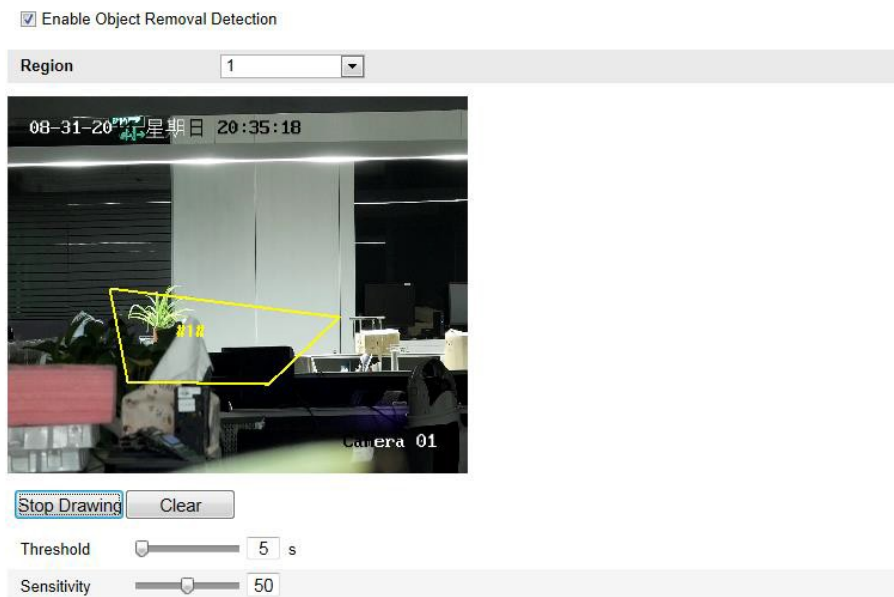 Enable Object Removal Detection
Region 1
08-31-20 星期日 20:35:18
#1#
Camera 01
Stop Drawing Clear
Threshold 5 s
Sensitivity 50